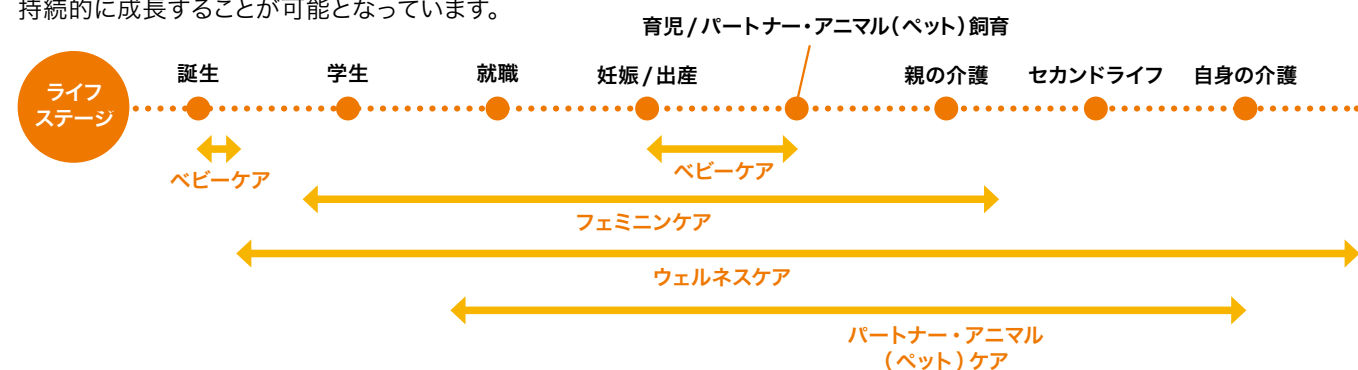 持続的に成長することが可能となっています。
育児/パートナー・アニマル(ペット)飼育
ライフ
ステージ
誕生
学生
就職
妊娠/出産
親の介護
セカンドライフ
自身の介護
ベビーケア
ベビーケア
フェミニンケア
ウェルネスケア
パートナー・アニマル
(ペット)ケア